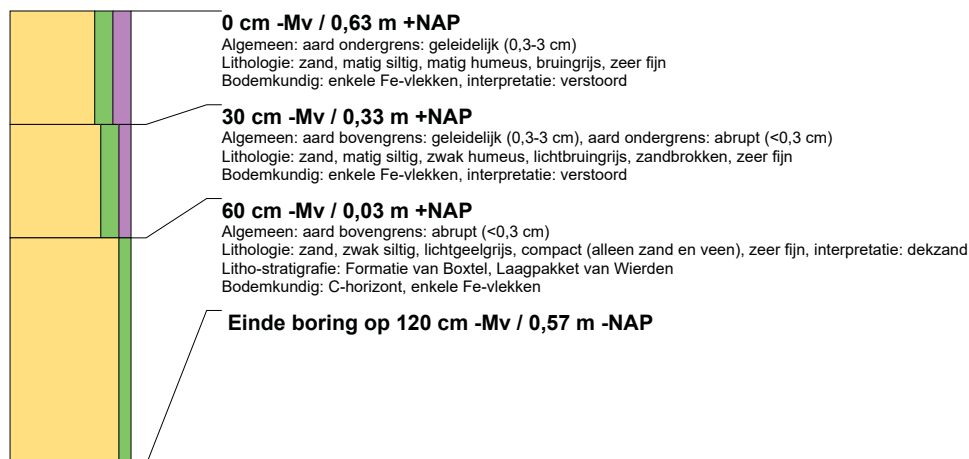 0 cm -Mv / 0,63 m +NAP
Algemeen: aard ondergrens: geleidelijk (0,3-3 cm)
Lithologie: zand, matig siltig, matig humeus, bruingrijs, zeer fijn
Bodemkundig: enkele Fe-vlekken, interpretatie: verstoord
30 cm -Mv / 0,33 m +NAP
Algemeen: aard bovengrens: geleidelijk (0,3-3 cm), aard ondergrens: abrupt (<0,3 cm)
Lithologie: zand, matig siltig, zwak humeus, lichtbruingrijs, zandbrokken, zeer fijn
Bodemkundig: enkele Fe-vlekken, interpretatie: verstoord
60 cm -Mv / 0,03 m +NAP
Algemeen: aard bovengrens: abrupt (<0,3 cm)
Lithologie: zand, zwak siltig, lichtgeelgrijs, compact (alleen zand en veen), zeer fijn, interpretatie: dekzand
Litho-stratigrafie: Formatie van Boxtel, Laagpakket van Wierden
Bodemkundig: C-horizont, enkele Fe-vlekken
Einde boring op 120 cm -Mv / 0,57 m -NAP